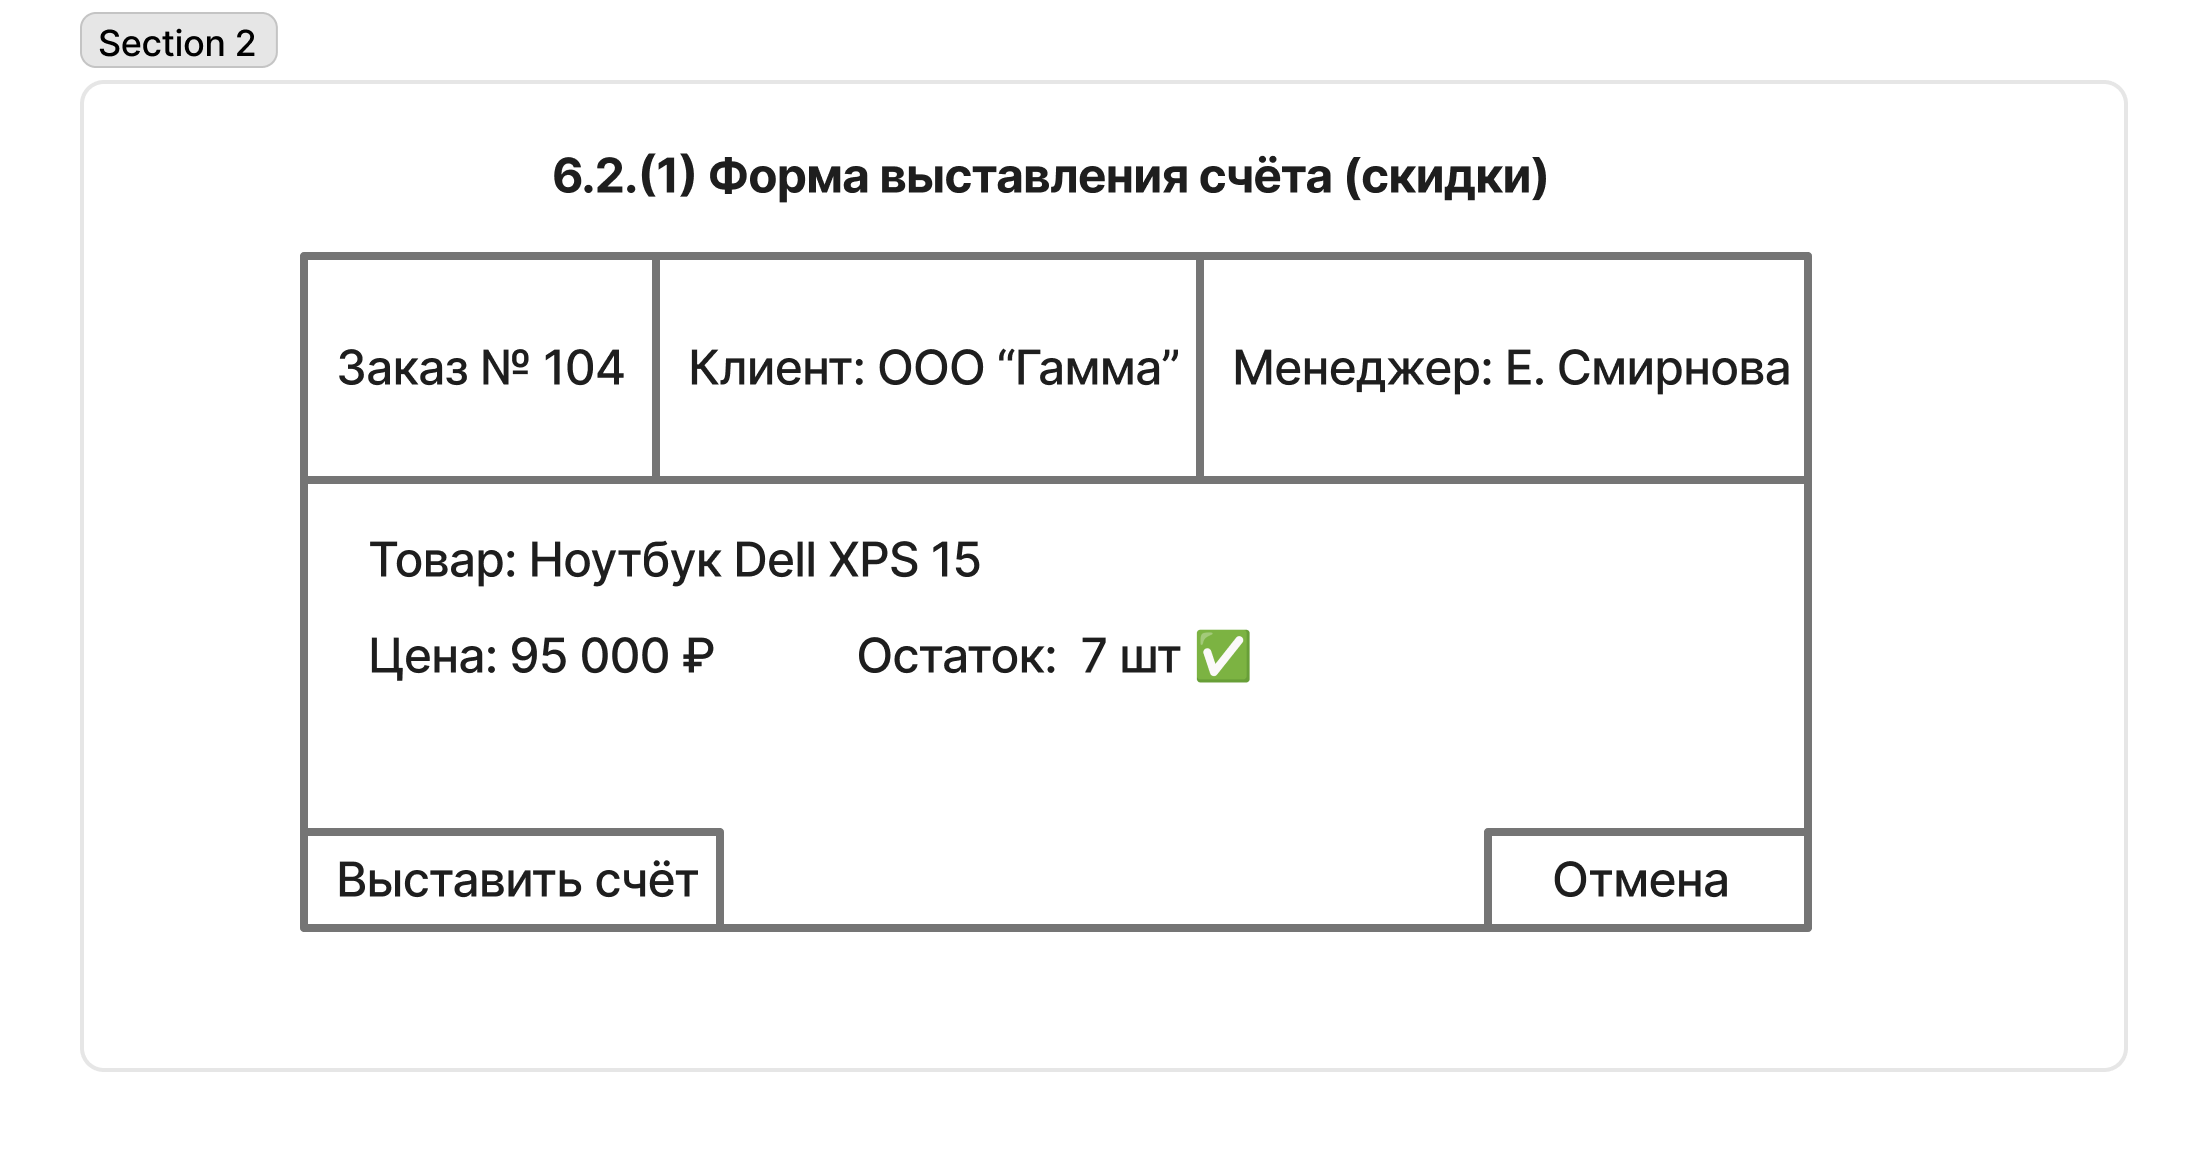 Section 2
6.2.(1) Форма выставления счёта (скидки)
Заказ № 104
Клиент: ООО “Гамма”
Менеджер: Е. Смирнова
Товар: Ноутбук Dell XPS 15
Цена: 95 000 ₽ Остаток: 7 шт ✅
Выставить счёт
Отмена